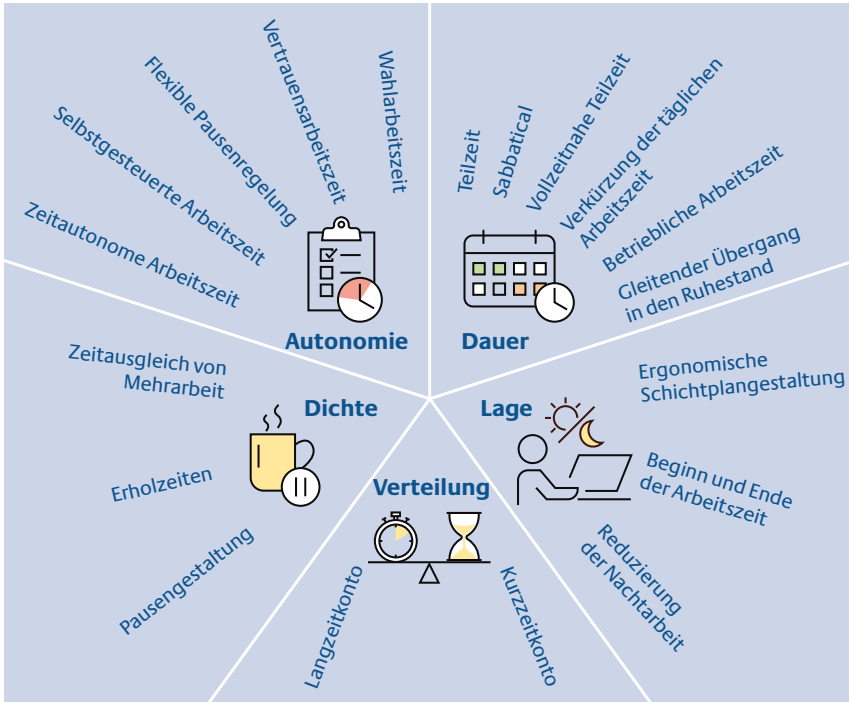 Zeitautonome Arbeitszeit
Selbstgesteuerte Arbeitszeit
Flexible Pausenregelung
Vertrauensarbeitszeit
Wahlarbeitszeit
Autonomie
Teilzeit
Sabbatical
Vollzeitnahe Teilzeit
Verkürzung der täglichen
Arbeitszeit
Betriebliche Arbeitszeit
Gleitender Übergang
in den Ruhestand
Dauer
Zeitausgleich von
Mehrarbeit
Erholzeiten
Pausengestaltung
Dichte
Lage
Ergonomische
Schichtplangestaltung
Beginn und Ende
der Arbeitszeit
Reduzierung
der Nachtarbeit
Verteilung
Langzeitkonto
Kurzzeitkonto